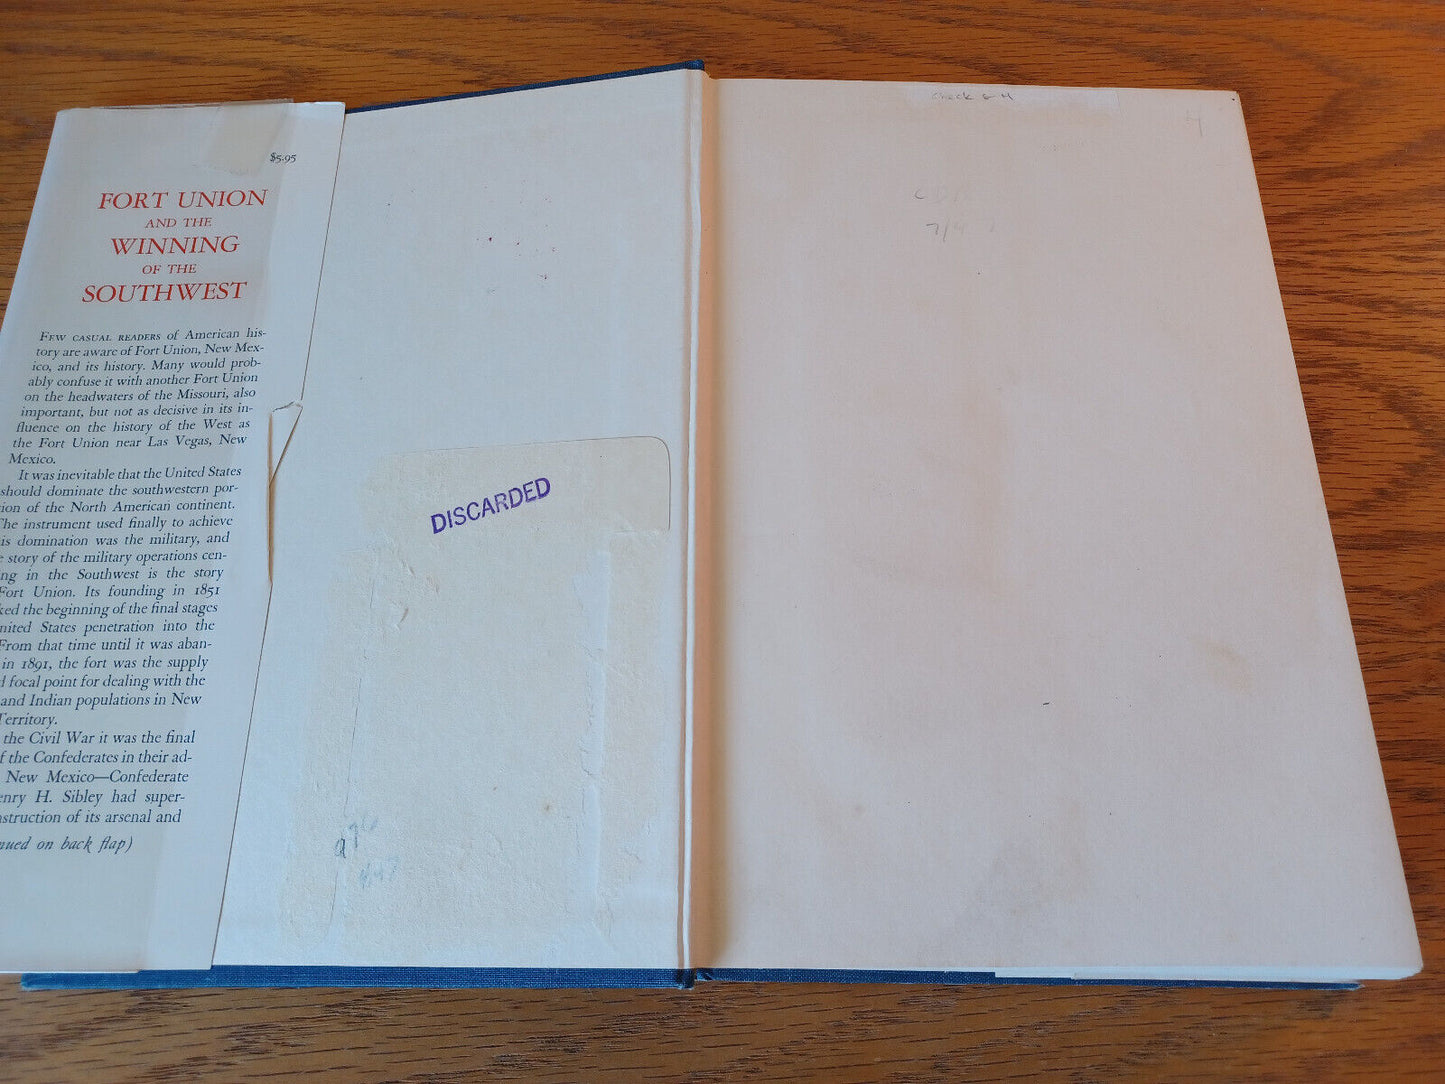 $5.95
FORT UNION
AND THE
WINNING
OF THE
SOUTHWEST
FEW CASUAL READERS of American his-
tory are aware of Fort Union, New Mex-
ico, and its history. Many would prob-
ably confuse it with another Fort Union
on the headwaters of the Missouri, also
important, but not as decisive in its in-
fluence on the history of the West as
the Fort Union near Las Vegas, New
Mexico.
It was inevitable that the United States
should dominate the southwestern por-
ion of the North American continent.
The instrument used finally to achieve
is domination was the military, and
story of the military operations cen-
ng in the Southwest is the story
Fort Union. Its founding in 1851
ked the beginning of the final stages
nited States penetration into the
From that time until it was aban-
in 1891, the fort was the supply
d focal point for dealing with the
and Indian populations in New
Territory.
the Civil War it was the final
f the Confederates in their ad-
New Mexico—Confederate
enry H. Sibley had super-
nstruction of its arsenal and
nued on back flap)
DISCARDED